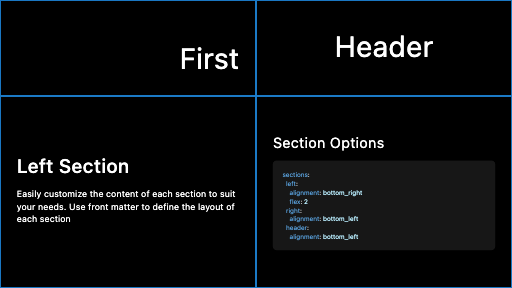 First
Header
Left Section
Easily customize the content of each section to suit
your needs. Use front matter to define the layout of
each section
Section Options
sections:
  left:
    alignment: bottom_right
    flex: 2
  right:
    alignment: bottom_left
  header:
    alignment: bottom_left